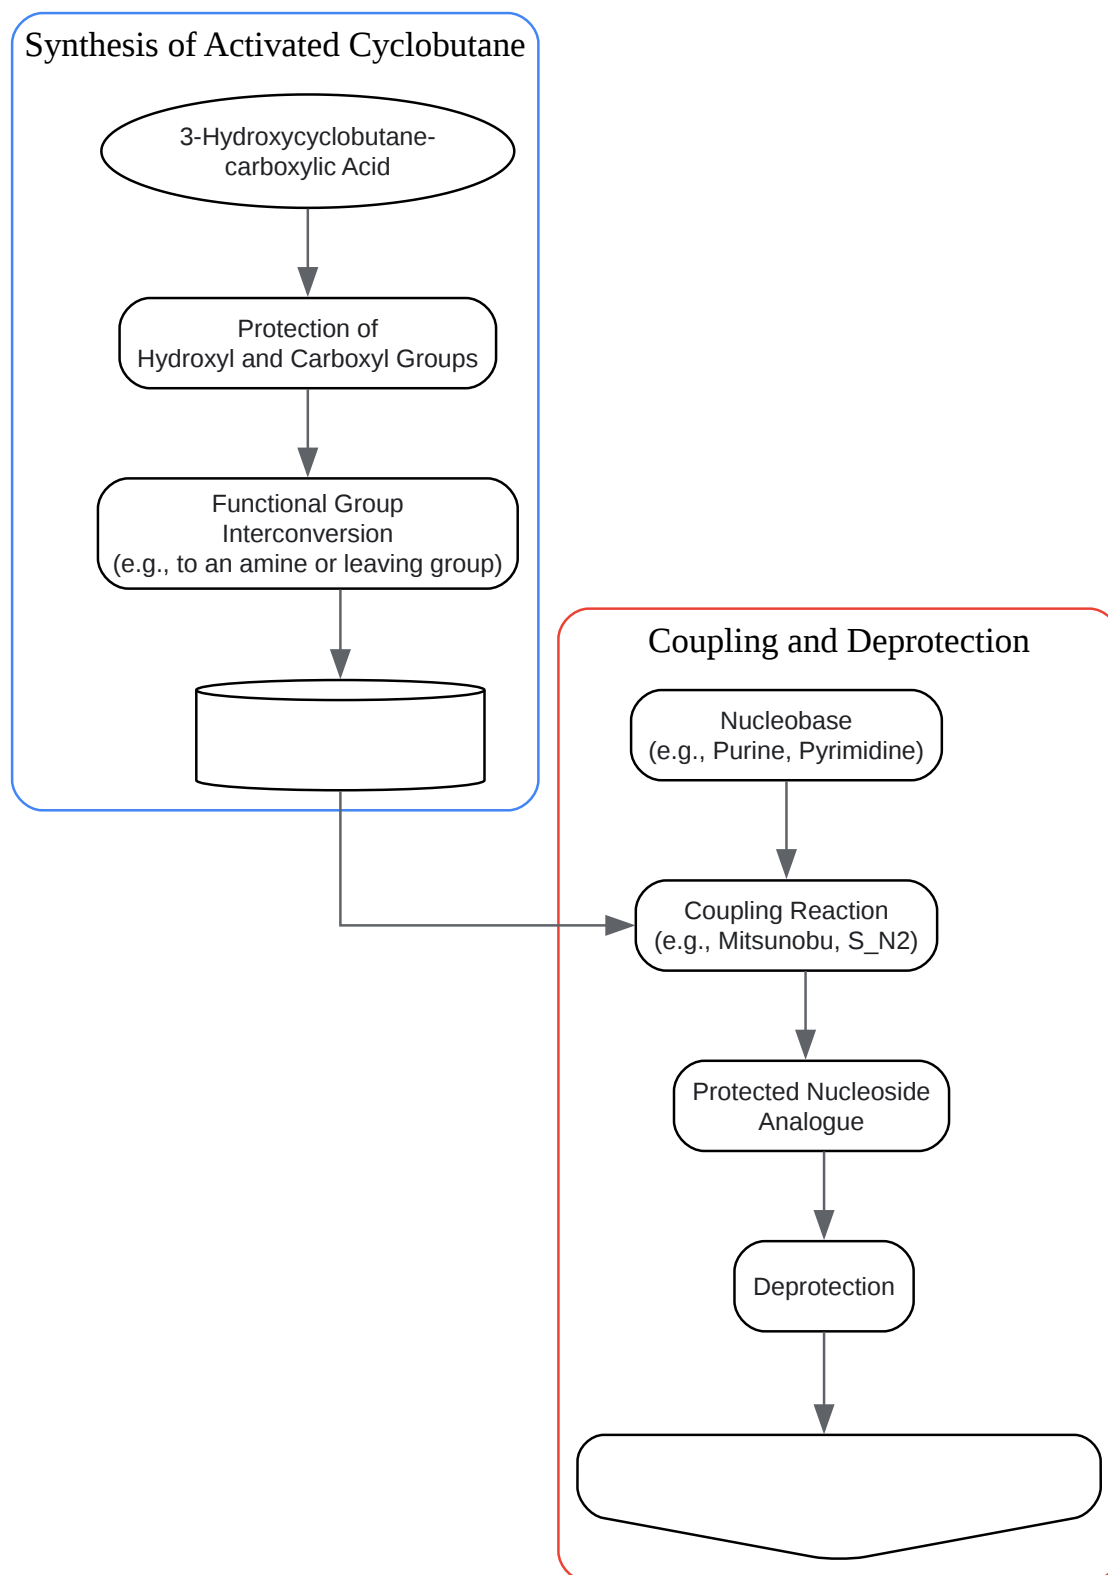 Synthesis of Activated Cyclobutane
3-Hydroxycyclobutane-
carboxylic Acid
Protection of
Hydroxyl and Carboxyl Groups
Functional Group
Interconversion
(e.g., to an amine or leaving group)
Coupling and Deprotection
Nucleobase
(e.g., Purine, Pyrimidine)
Coupling Reaction
(e.g., Mitsunobu, S_N2)
Protected Nucleoside
Analogue
Deprotection